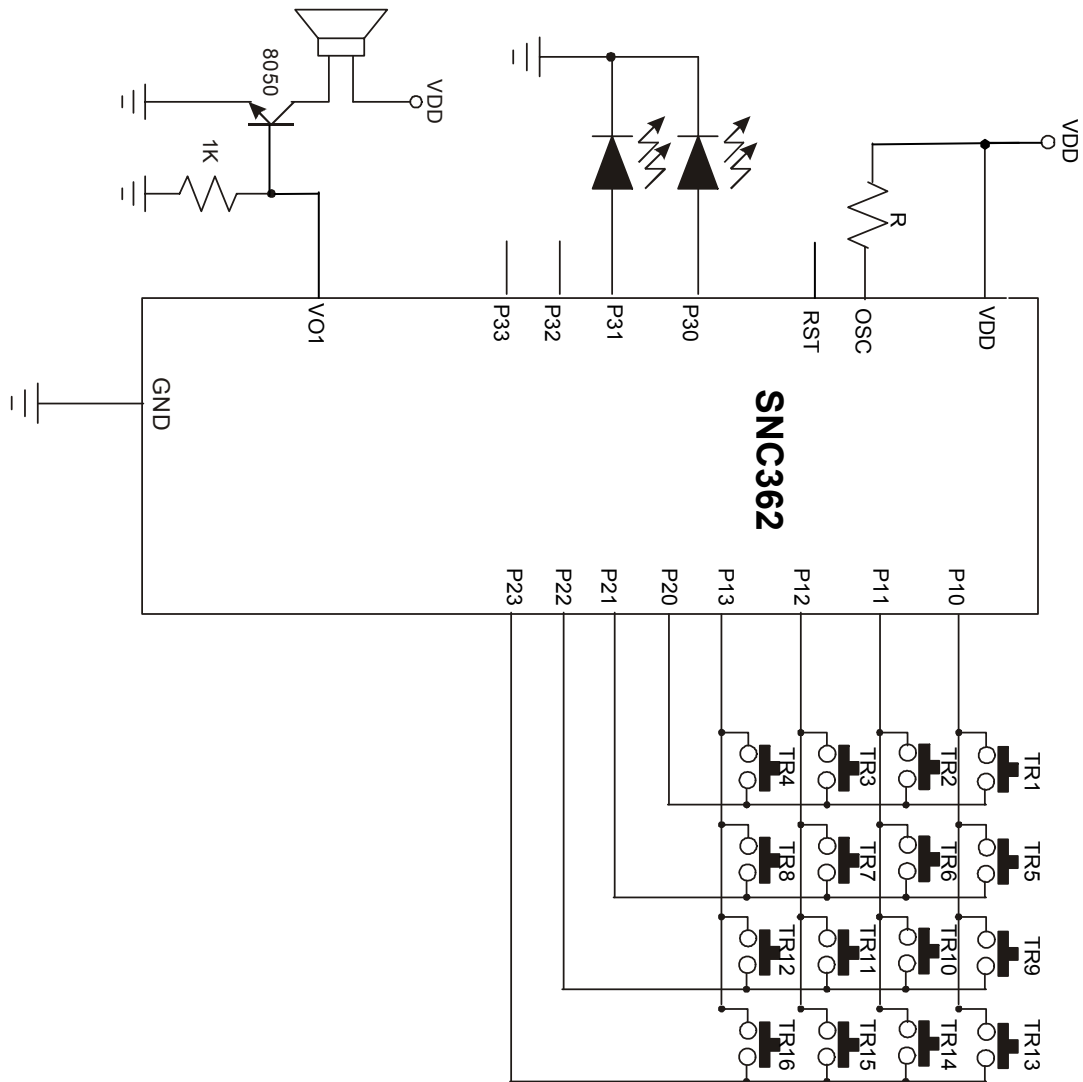 VDD
R
VDD
OSC
RST
P30
P31
P32
P33
VDD
8050
1K
VO1
GND
SNC362
P10
P11
P12
P13
P20
P21
P22
P23
TR1
TR2
TR3
TR4
TR5
TR6
TR7
TR8
TR9
TR10
TR11
TR12
TR13
TR14
TR15
TR16